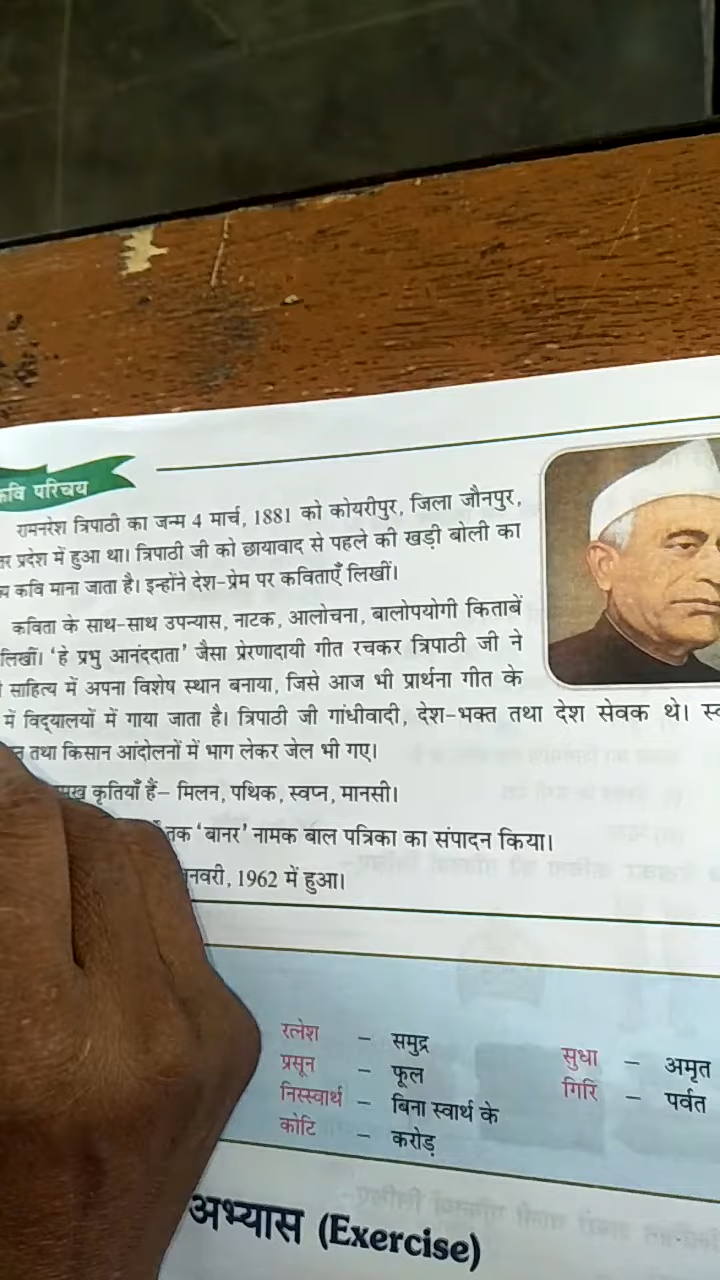 कवि परिचय
रामनरेश त्रिपाठी का जन्म 4 मार्च, 1881 को कोयरीपुर, जिला जौनपुर,
प्रदेश में हुआ था। त्रिपाठी जी को छायावाद से पहले की खड़ी बोली का
कवि माना जाता है। इन्होंने देश-प्रेम पर कविताएँ लिखीं।
कविता के साथ-साथ उपन्यास, नाटक, आलोचना, बालोपयोगी किताबें
लिखीं। 'हे प्रभु आनंददाता' जैसा प्रेरणादायी गीत रचकर त्रिपाठी जी ने
साहित्य में अपना विशेष स्थान बनाया, जिसे आज भी प्रार्थना गीत के
में विद्यालयों में गाया जाता है। त्रिपाठी जी गांधीवादी, देश-भक्त तथा देश सेवक थे।
तथा किसान आंदोलनों में भाग लेकर जेल भी गए।
कृतियाँ हैं– मिलन, पथिक, स्वप्न, मानसी।
तक 'बानर' नामक बाल पत्रिका का संपादन किया।
1962 में हुआ।
रत्नेश – समुद्र सुधा – अमृत
प्रसून – फूल गिरि – पर्वत
निस्स्वार्थ – बिना स्वार्थ के
कोटि – करोड़
अभ्यास (Exercise)